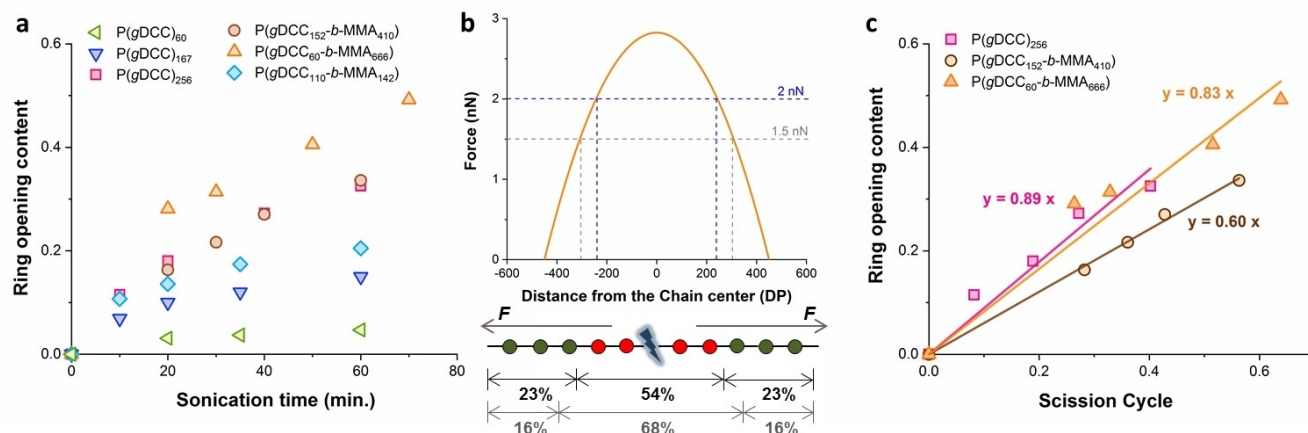 a
P(gDCC)60
P(gDCC)167
P(gDCC)256
P(gDCC152-b-MMA410)
P(gDCC60-b-MMA666)
P(gDCC110-b-MMA142)
Ring opening content
0.6
0.4
0.2
0.0
0 20 40 60 80
Sonication time (min.)
b
Force (nN)
3
2
1
0
2 nN
1.5 nN
-600 -400 -200 0 200 400 600
Distance from the Chain center (DP)
F F
23% 54% 23%
16% 68% 16%
c
P(gDCC)256
P(gDCC152-b-MMA410)
P(gDCC60-b-MMA666)
Ring opening content
0.6
0.4
0.2
0.0
y = 0.83 x
y = 0.89 x
y = 0.60 x
0.0 0.2 0.4 0.6
Scission Cycle